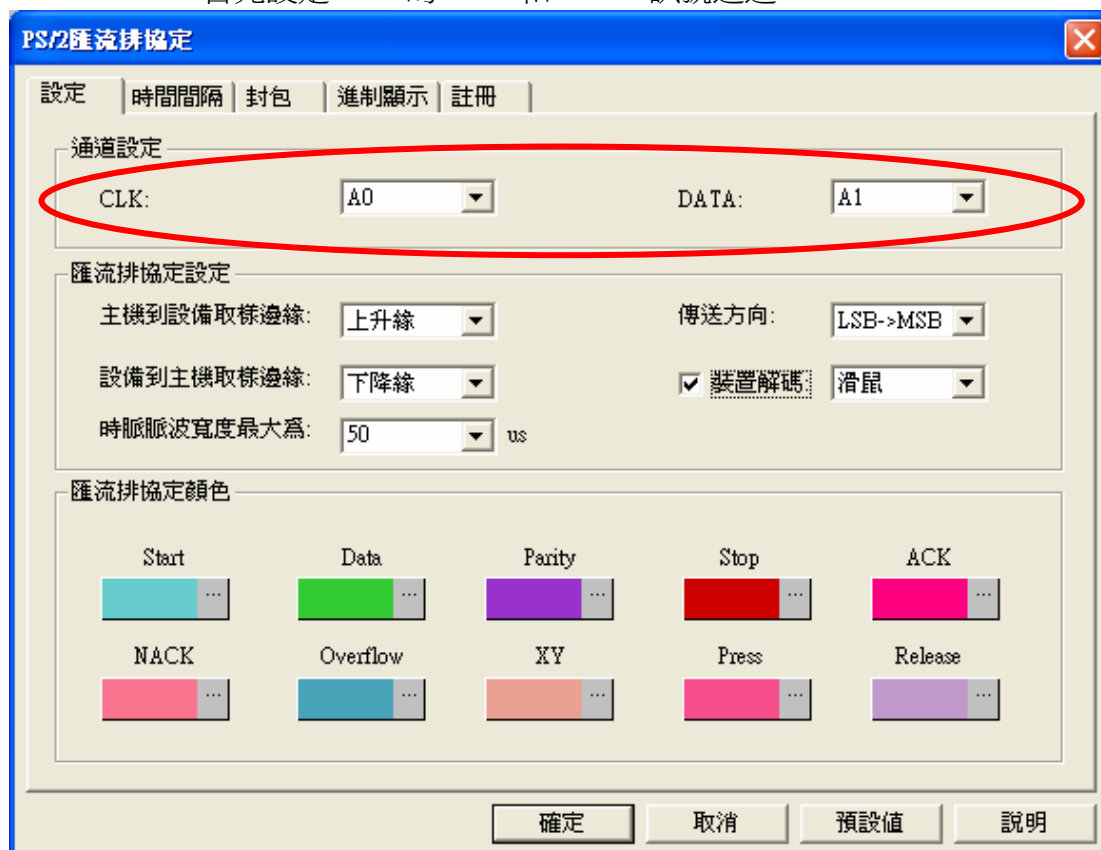 PS/2匯流排協定
設定 時間間隔 封包 進制顯示 註冊
通道設定
CLK: A0 DATA: A1
匯流排協定設定
主機到設備取樣邊緣: 上升緣 傳送方向: LSB->MSB
設備到主機取樣邊緣: 下降緣 裝置解碼: 滑鼠
時脈脈波寬度最大爲: 50 us
匯流排協定顏色
Start Data Parity Stop ACK
... ... ... ... ...
NACK Overflow XY Press Release
... ... ... ... ...
確定 取消 預設値 說明